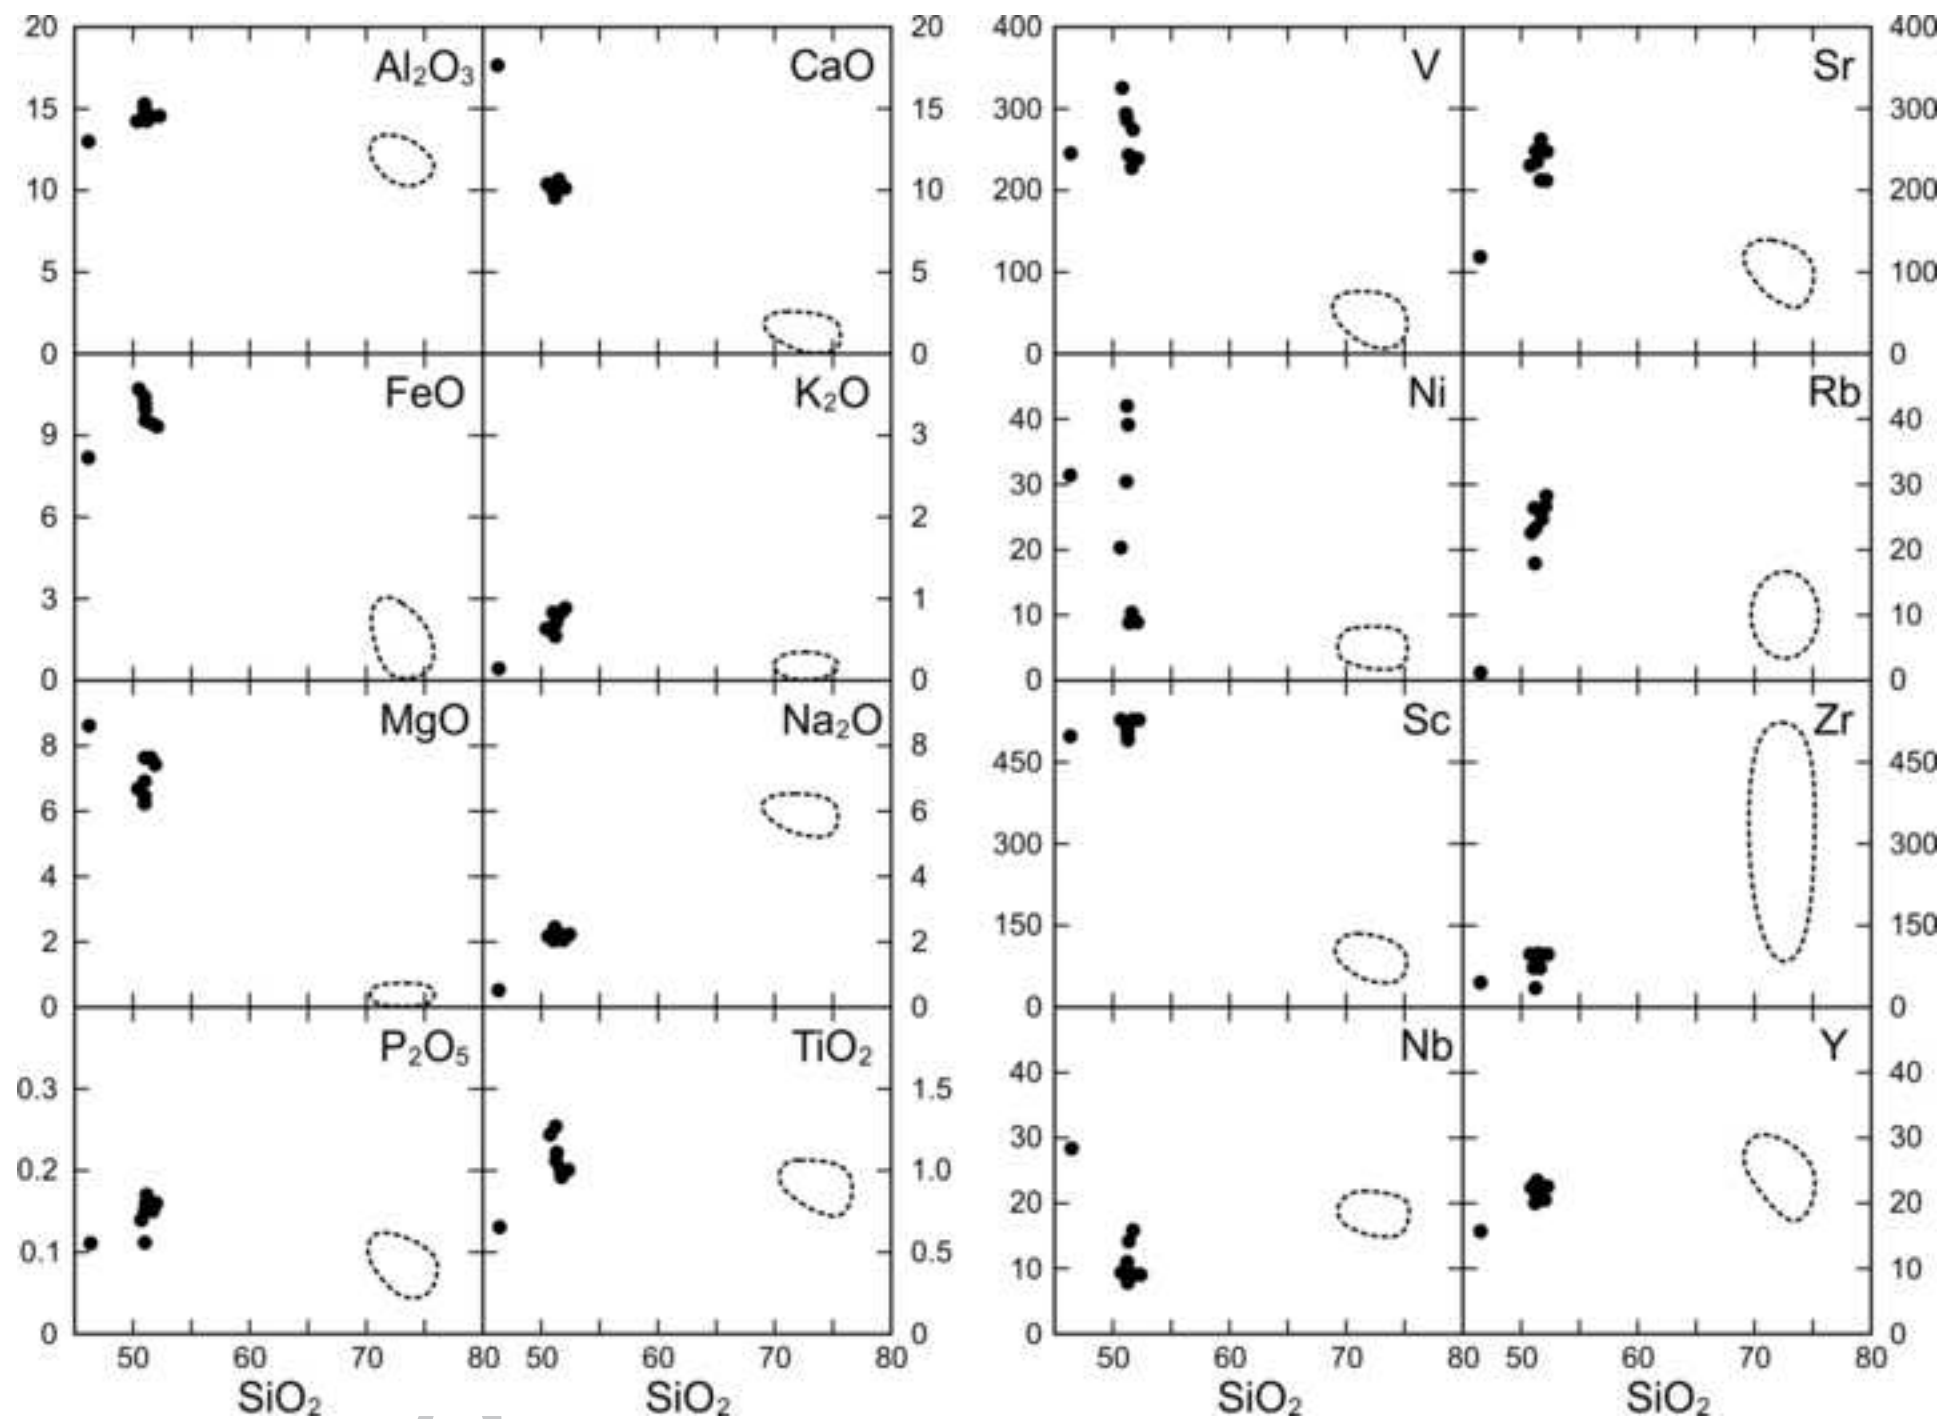 20 20 400 400
Al₂O₃ CaO V Sr
15 15 300 300
10 10 200 200
5 5 100 100
0 0 0 0
FeO K₂O Ni Rb
9 3 40 40
30 30
6 2
20 20
3 1
10 10
0 0 0 0
MgO Na₂O Sc Zr
8 8 450 450
6 6
300 300
4 4
2 2 150 150
0 0 0 0
P₂O₅ TiO₂ Nb Y
0.3 1.5 40 40
30 30
0.2 1.0
20 20
0.1 0.5 10 10
0 0 0 0
50 60 70 80 50 60 70 80 50 60 70 80 50 60 70 80
SiO₂ SiO₂ SiO₂ SiO₂